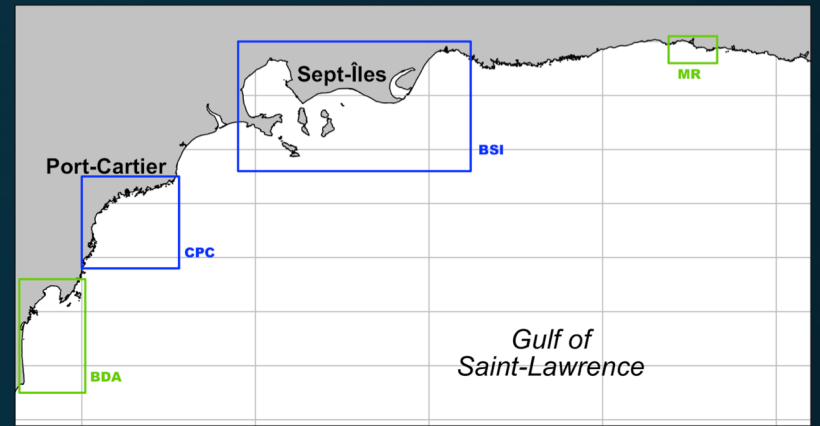 Sept-Îles
MR
BSI
Port-Cartier
CPC
Gulf of
Saint-Lawrence
BDA